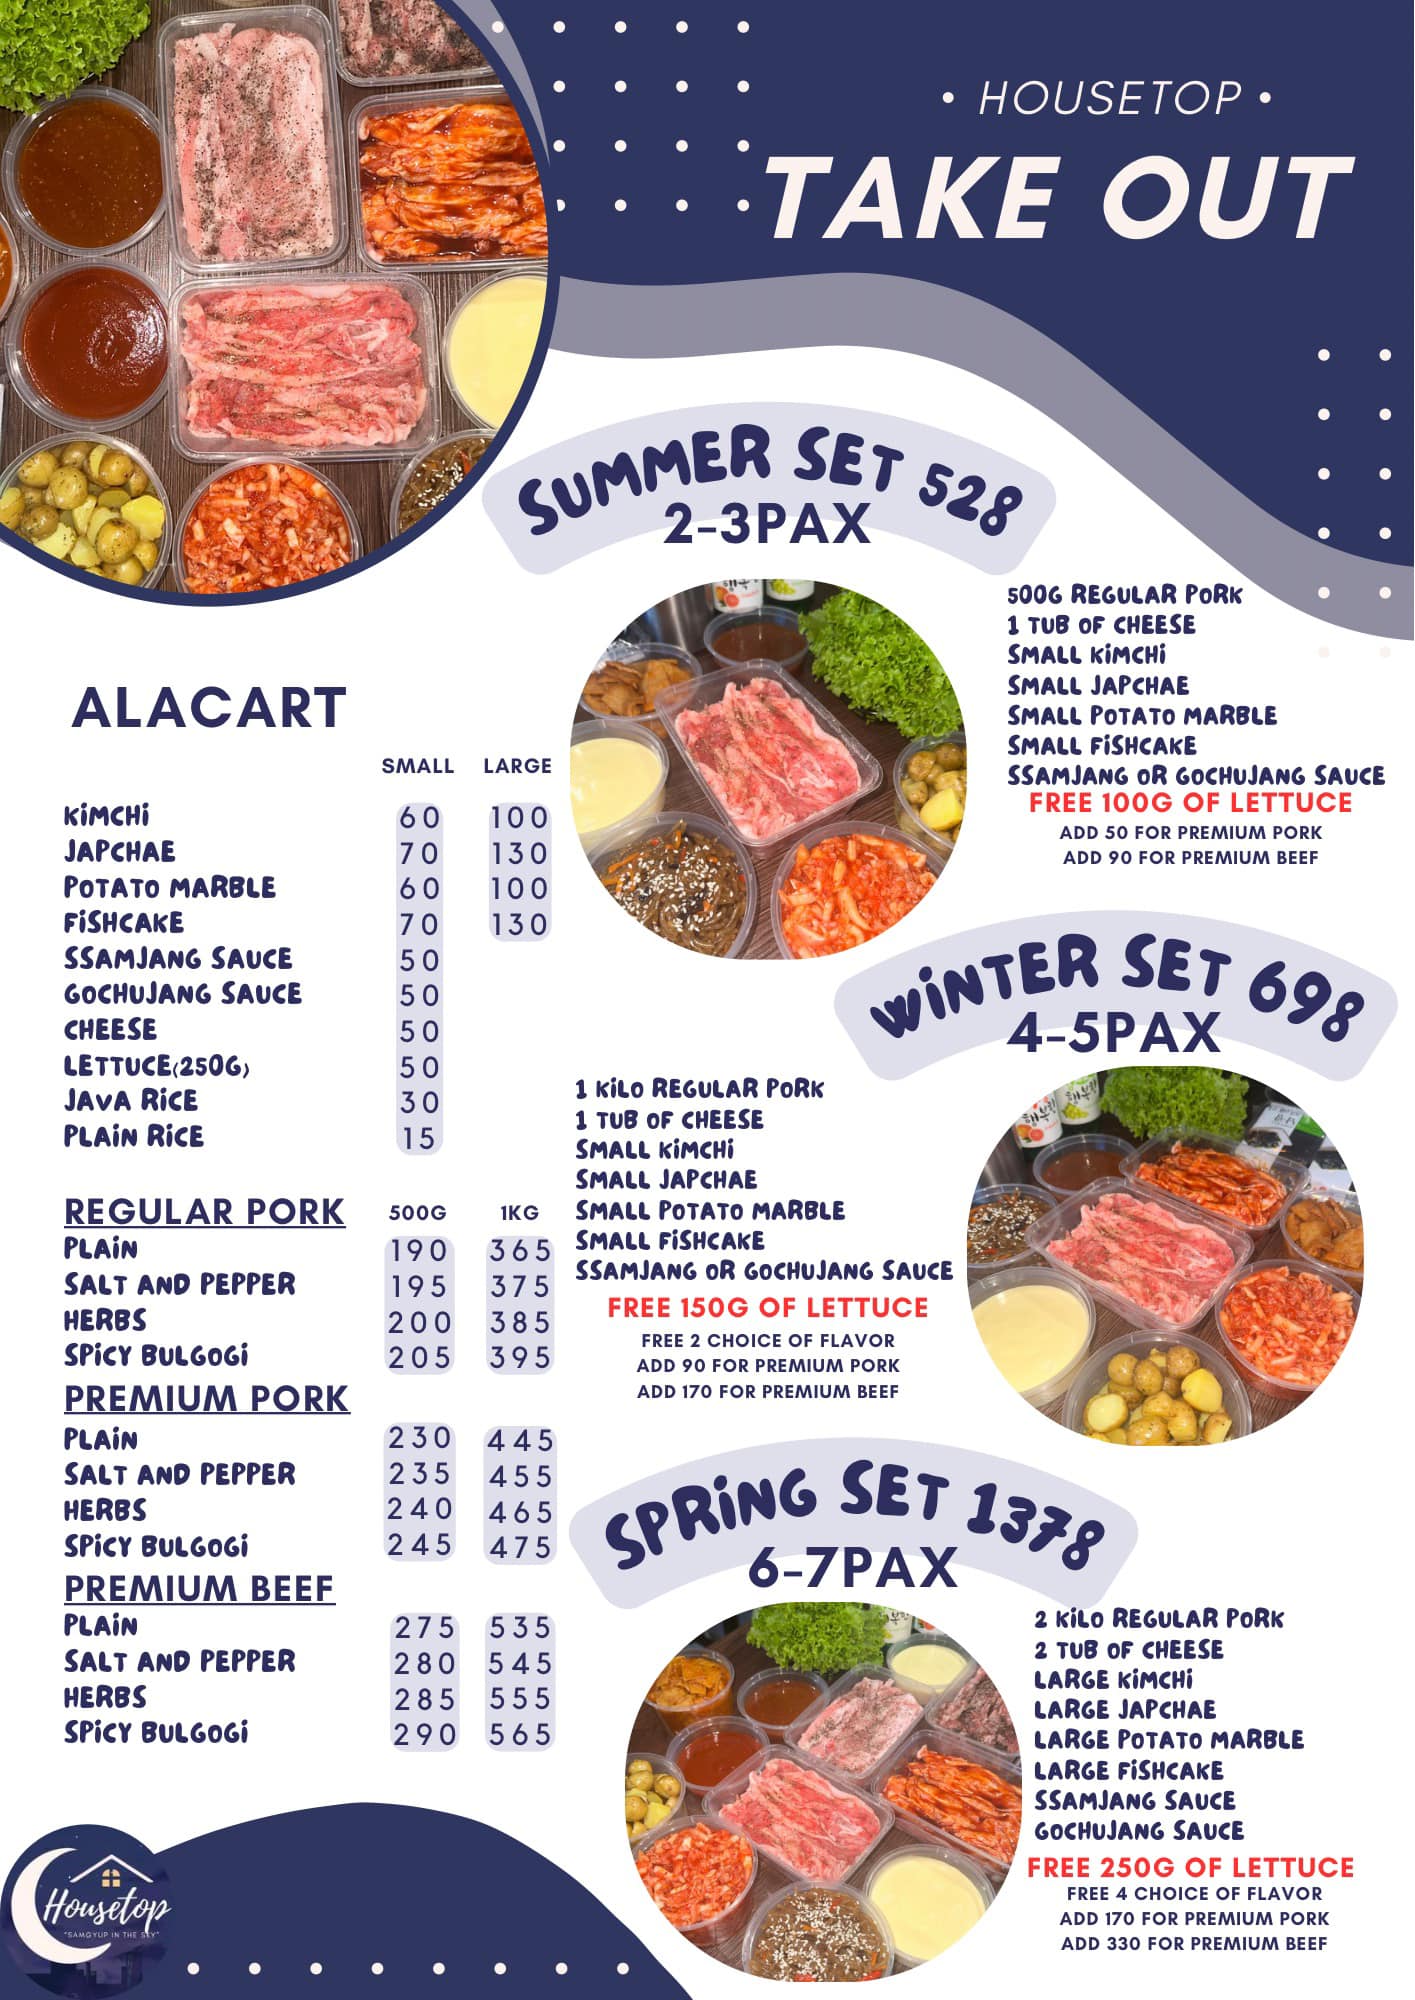 • HOUSETOP •
TAKE OUT
SUMMER SET 528
2-3PAX
500G REGULAR PORK
1 TUB OF CHEESE
SMALL KIMCHI
SMALL JAPCHAE
SMALL POTATO MARBLE
SMALL FISHCAKE
SSAMJANG OR GOCHUJANG SAUCE
FREE 100G OF LETTUCE
ADD 50 FOR PREMIUM PORK
ADD 90 FOR PREMIUM BEEF
ALACART
SMALL LARGE
KIMCHI 60 100
JAPCHAE 70 130
POTATO MARBLE 60 100
FISHCAKE 70 130
SSAMJANG SAUCE 50
GOCHUJANG SAUCE 50
CHEESE 50
LETTUCE(250G) 50
JAVA RICE 30
PLAIN RICE 15
REGULAR PORK 500G 1KG
PLAIN 190 365
SALT AND PEPPER 195 375
HERBS 200 385
SPICY BULGOGI 205 395
PREMIUM PORK
PLAIN 230 445
SALT AND PEPPER 235 455
HERBS 240 465
SPICY BULGOGI 245 475
PREMIUM BEEF
PLAIN 275 535
SALT AND PEPPER 280 545
HERBS 285 555
SPICY BULGOGI 290 565
WINTER SET 698
4-5PAX
1 KILO REGULAR PORK
1 TUB OF CHEESE
SMALL KIMCHI
SMALL JAPCHAE
SMALL POTATO MARBLE
SMALL FISHCAKE
SSAMJANG OR GOCHUJANG SAUCE
FREE 150G OF LETTUCE
FREE 2 CHOICE OF FLAVOR
ADD 90 FOR PREMIUM PORK
ADD 170 FOR PREMIUM BEEF
SPRING SET 1378
6-7PAX
2 KILO REGULAR PORK
2 TUB OF CHEESE
LARGE KIMCHI
LARGE JAPCHAE
LARGE POTATO MARBLE
LARGE FISHCAKE
SSAMJANG SAUCE
GOCHUJANG SAUCE
FREE 250G OF LETTUCE
FREE 4 CHOICE OF FLAVOR
ADD 170 FOR PREMIUM PORK
ADD 330 FOR PREMIUM BEEF
Housetop
"SAMGYUP IN THE SKY"